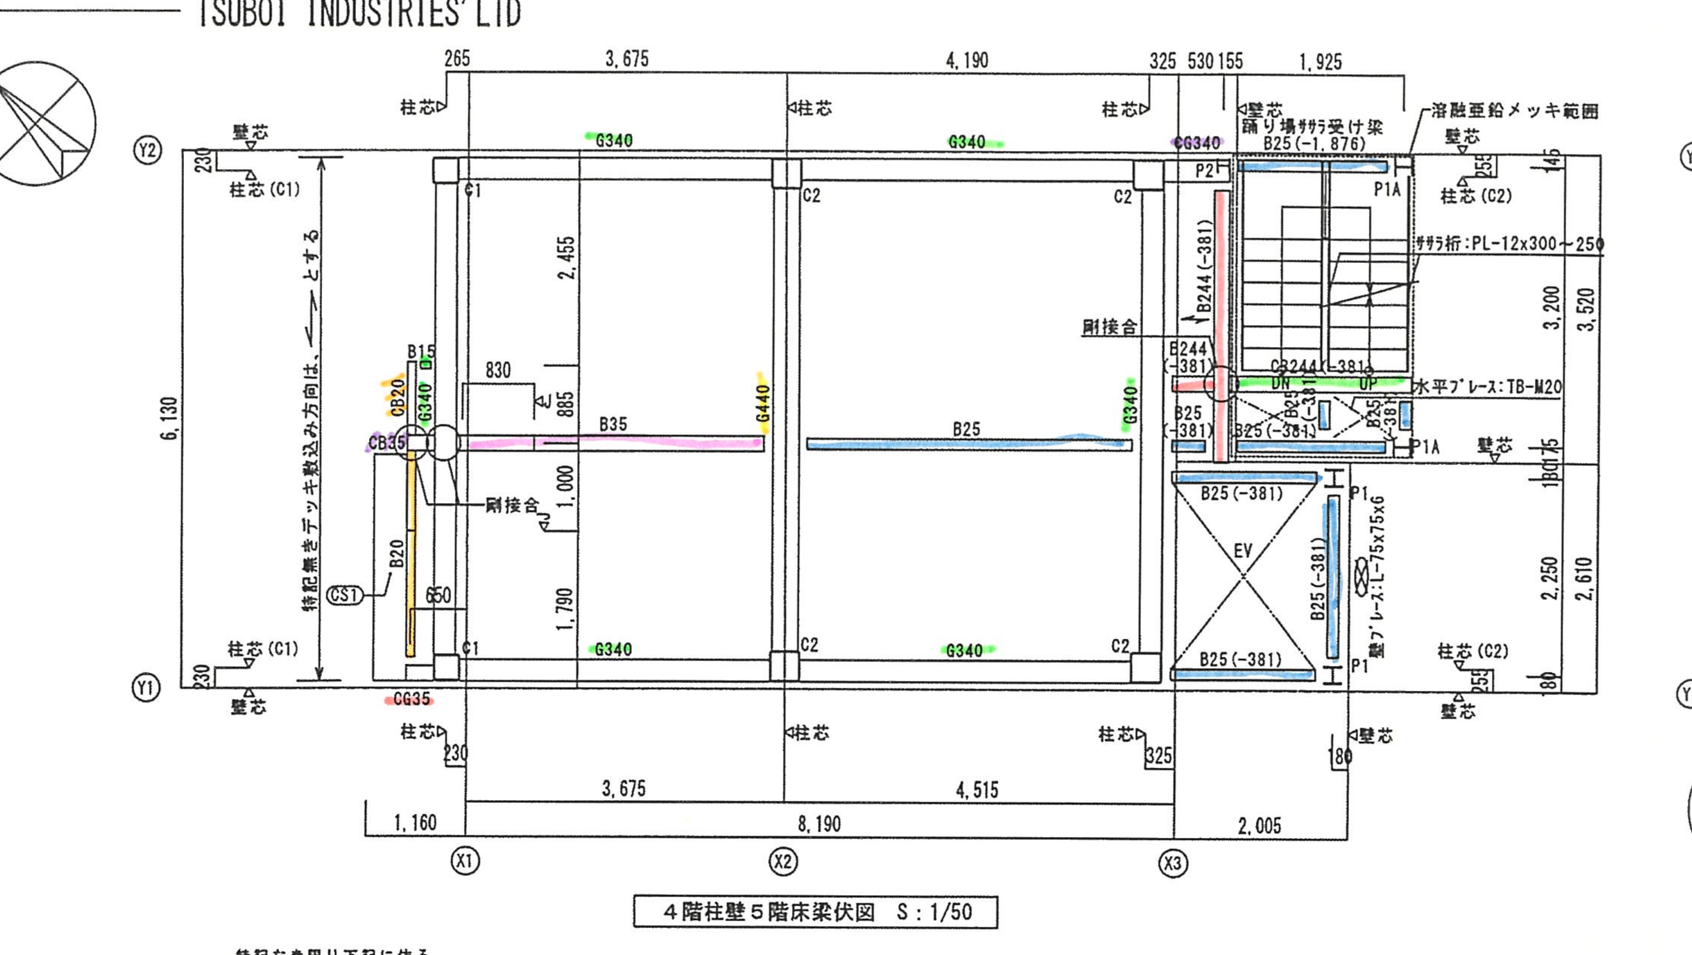 TSUBOI INDUSTRIES' LTD
265 3,675 4,190 325 530 155 1,925
柱芯 柱芯 柱芯 壁芯 溶融亜鉛メッキ範囲
踊り場ササラ受け梁
Y2 壁芯 G340 G340 CG340 B25(-1,876) 壁芯
230 255 145
柱芯(C1) C1 C2 C2 P2 P1A 柱芯(C2)
特記無きデッキ敷込み方向は、 とする
2,455
B244(-381)
ササラ桁:PL-12x300~250
3,200 3,520
剛接合
B15 830 B244 (-381) CB244(-381)
DN UP 水平ブレース:TB-M20
CB20 G340 885 G440 G340
6,130
B25 (-381) B25 (-381)
CB35 B35 B25 B25 (-381) B25(-381) P1A 壁芯
175
180
剛接合 1,000 B25(-381) P1
B20 EV B25(-381) 壁ブレース:L-75x75x6
CS1 650 1,790 2,250 2,610
柱芯(C1) C1 G340 C2 G340 C2 B25(-381) P1 柱芯(C2)
230 255 180
Y1 壁芯 CG35 壁芯
柱芯 柱芯 柱芯 壁芯
230 325 180
3,675 4,515
1,160 8,190 2,005
X1 X2 X3
4階柱壁5階床梁伏図 S:1/50